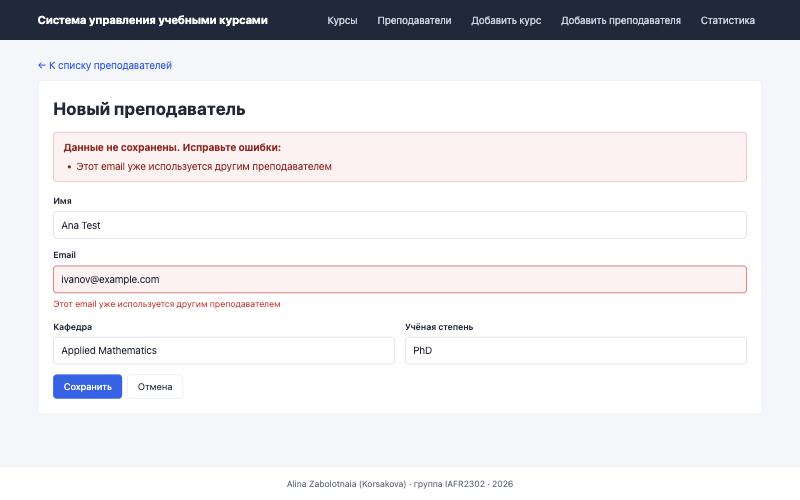 Система управления учебными курсами
Курсы Преподаватели Добавить курс Добавить преподавателя Статистика
← К списку преподавателей
Новый преподаватель
Данные не сохранены. Исправьте ошибки:
• Этот email уже используется другим преподавателем
Имя
Ana Test
Email
ivanov@example.com
Этот email уже используется другим преподавателем
Кафедра Учёная степень
Applied Mathematics PhD
Сохранить Отмена
Alina Zabolotnaia (Korsakova) · группа IAFR2302 · 2026